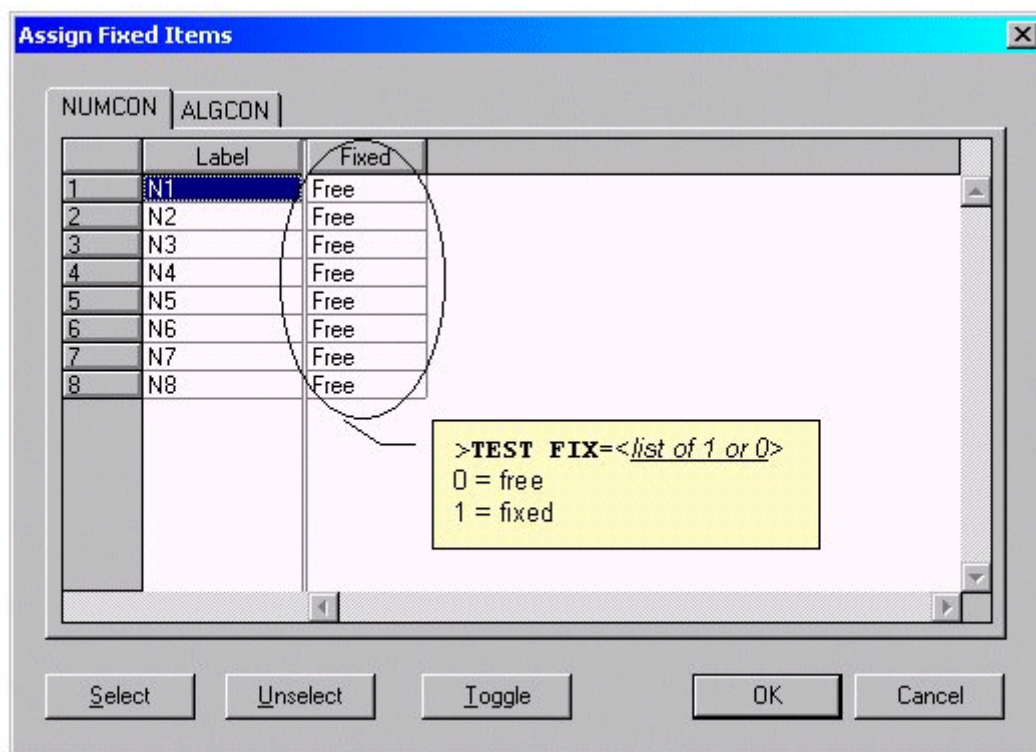 Assign Fixed Items
NUMCON ALGCON
Label Fixed
1 N1 Free
2 N2 Free
3 N3 Free
4 N4 Free
5 N5 Free
6 N6 Free
7 N7 Free
8 N8 Free
>TEST FIX=<list of 1 or 0>
0 = free
1 = fixed
Select Unselect Toggle OK Cancel